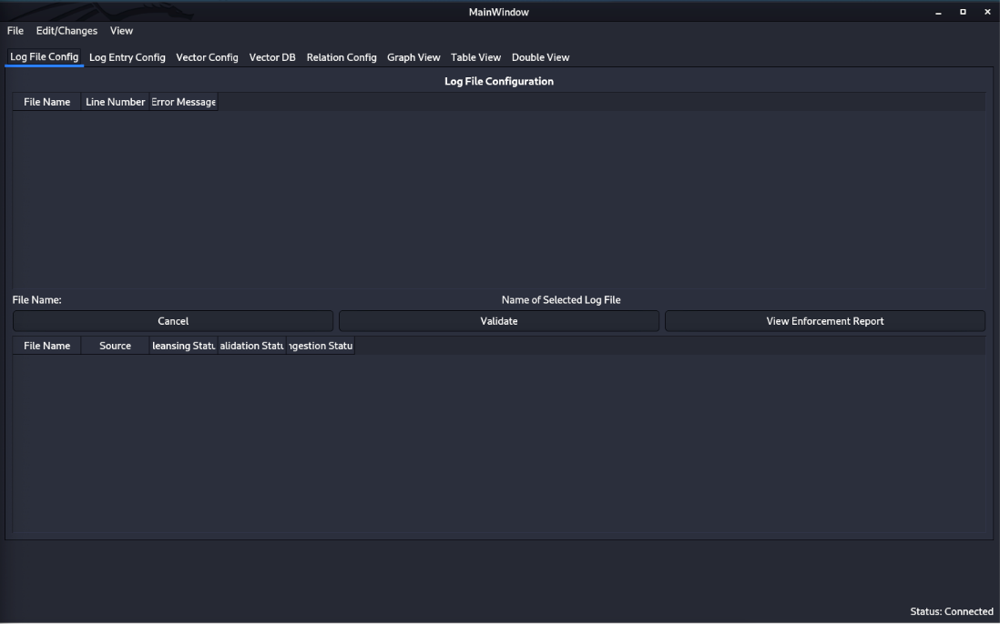 MainWindow
File Edit/Changes View
Log File Config Log Entry Config Vector Config Vector DB Relation Config Graph View Table View Double View
Log File Configuration
File Name Line Number Error Message
File Name: Name of Selected Log File
Cancel Validate View Enforcement Report
File Name Source leansing Statu alidation Statu ngestion Statu
Status: Connected